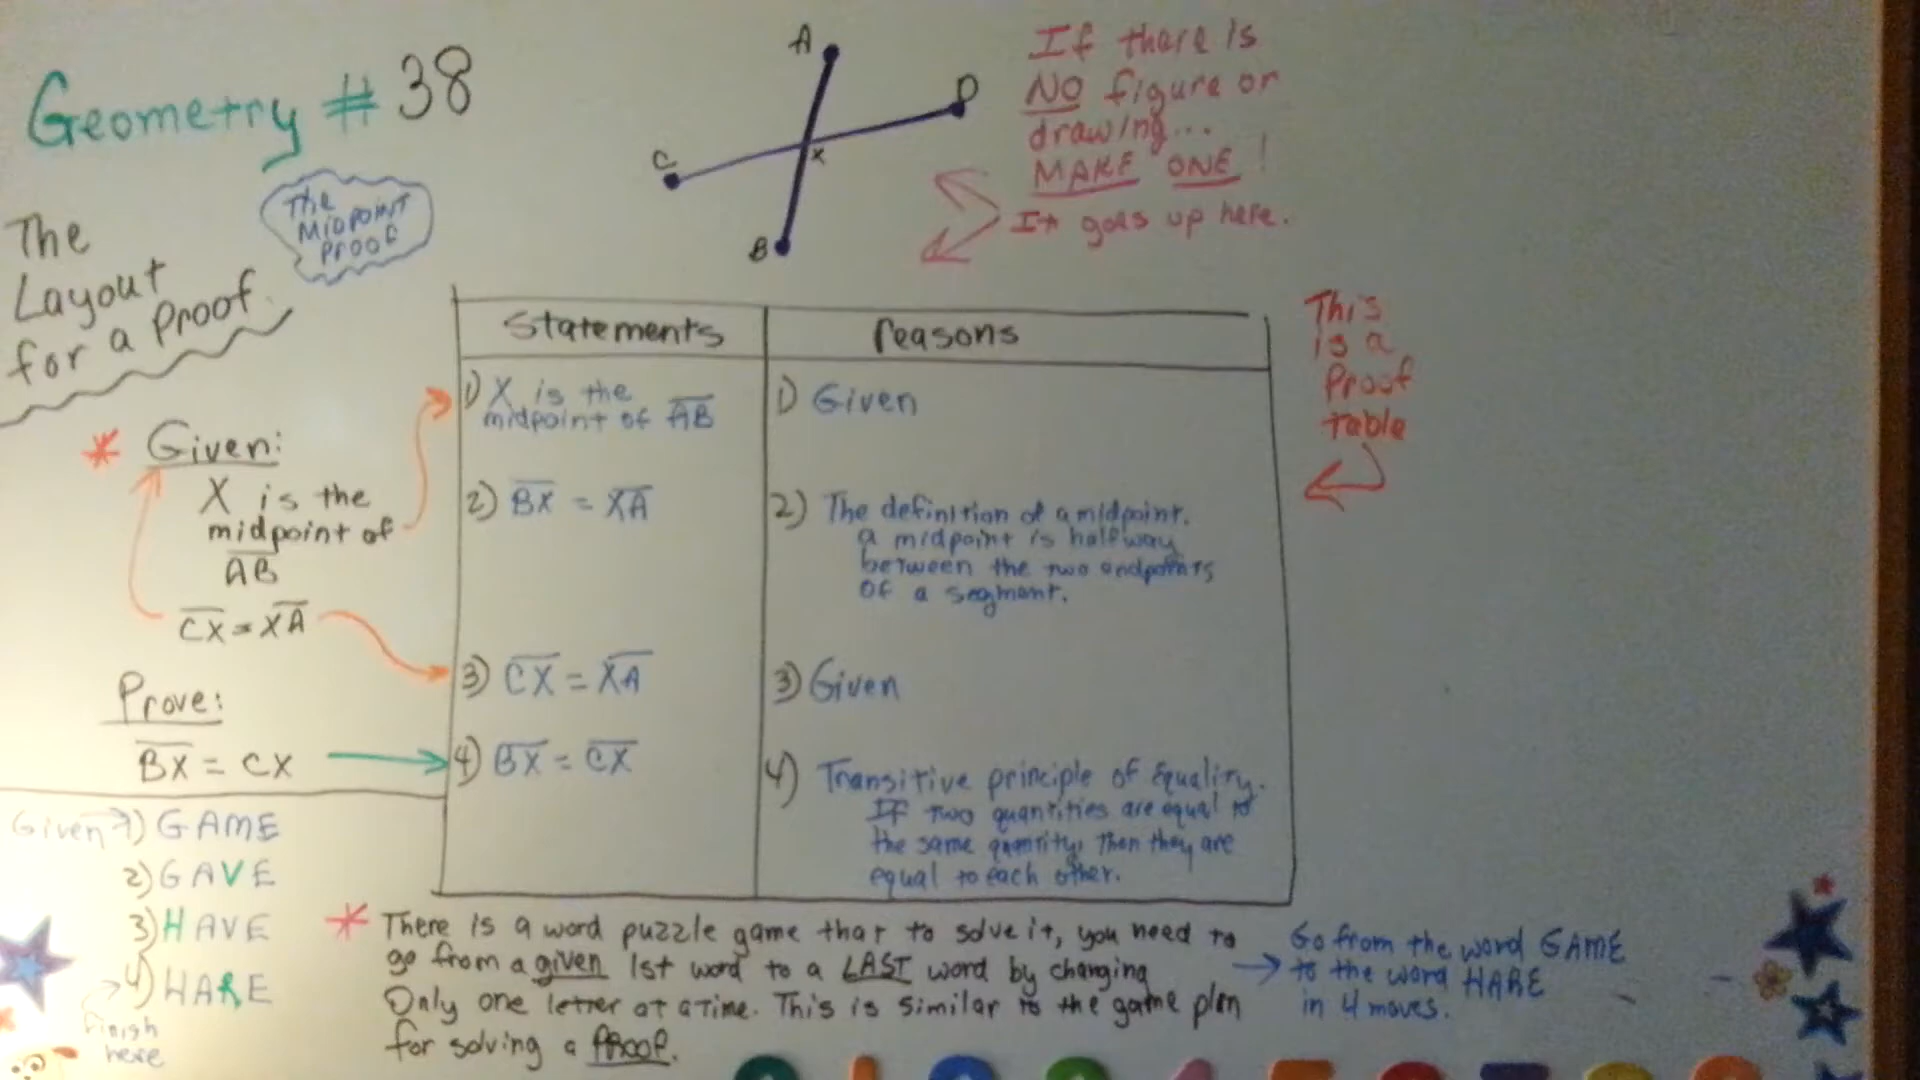 Geometry # 38
The
Layout
for a Proof.
The
MiDPOiNT
PROOF
A
D
C
X
B
If there is
NO figure or
drawing...
MAKE ONE!
It goes up here.
Statements
reasons
This
is a
Proof
table
1) X is the
midpoint of AB
1) Given
2) BX = XA
2) The definition of a midpoint.
a midpoint is halfway
between the two endpoints
of a segment.
3) CX = XA
3) Given
4) BX = CX
4) Transitive principle of Equality.
If two quantities are equal to
the same quantity, then they are
equal to each other.
* Given:
X is the
midpoint of
AB
CX = XA
Prove:
BX = CX
Given → 1) GAME
2) GAVE
3) HAVE
4) HARE
finish
here
* There is a word puzzle game that to solve it, you need to
go from a given 1st word to a LAST word by changing
Only one letter at a time. This is similar to the game plan
for solving a PROOF.
→ Go from the word GAME
to the word HARE
in 4 moves.